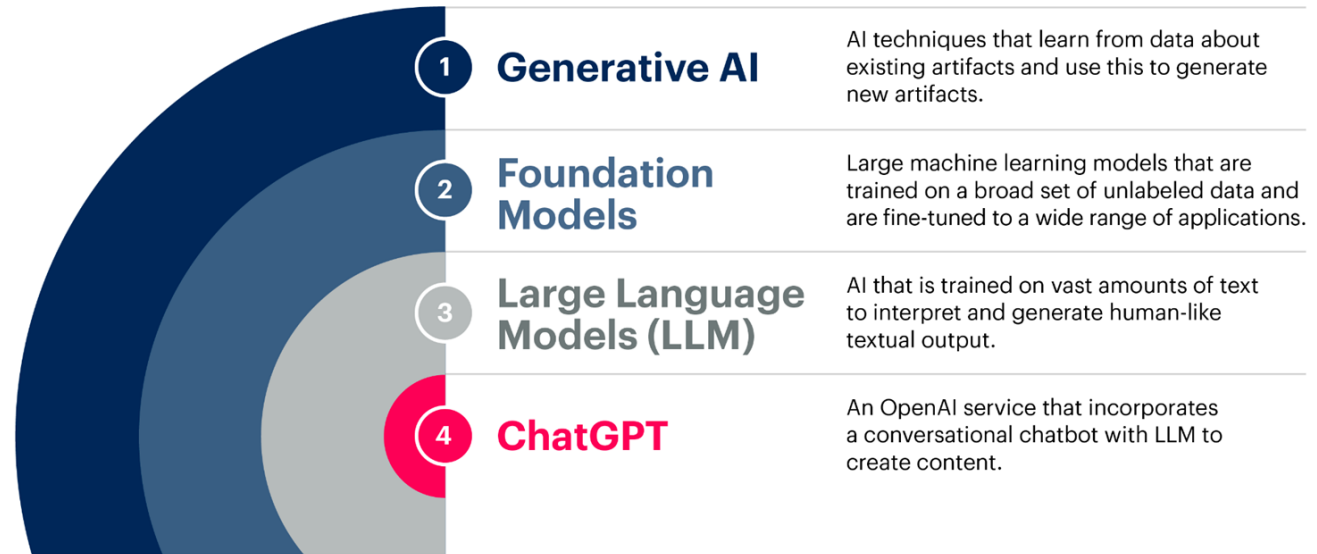 1
Generative AI
AI techniques that learn from data about
existing artifacts and use this to generate
new artifacts.
2
Foundation
Models
Large machine learning models that are
trained on a broad set of unlabeled data and
are fine-tuned to a wide range of applications.
3
Large Language
Models (LLM)
AI that is trained on vast amounts of text
to interpret and generate human-like
textual output.
4
ChatGPT
An OpenAI service that incorporates
a conversational chatbot with LLM to
create content.